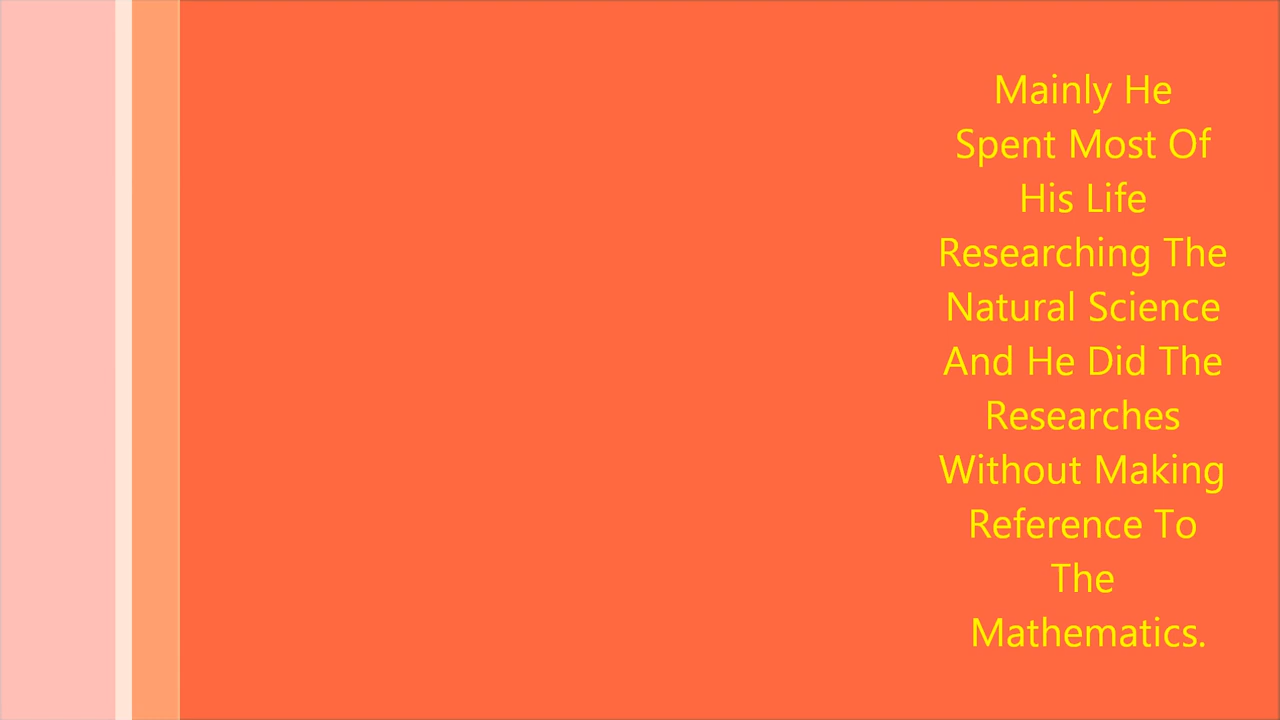 Mainly He
Spent Most Of
His Life
Researching The
Natural Science
And He Did The
Researches
Without Making
Reference To
The
Mathematics.